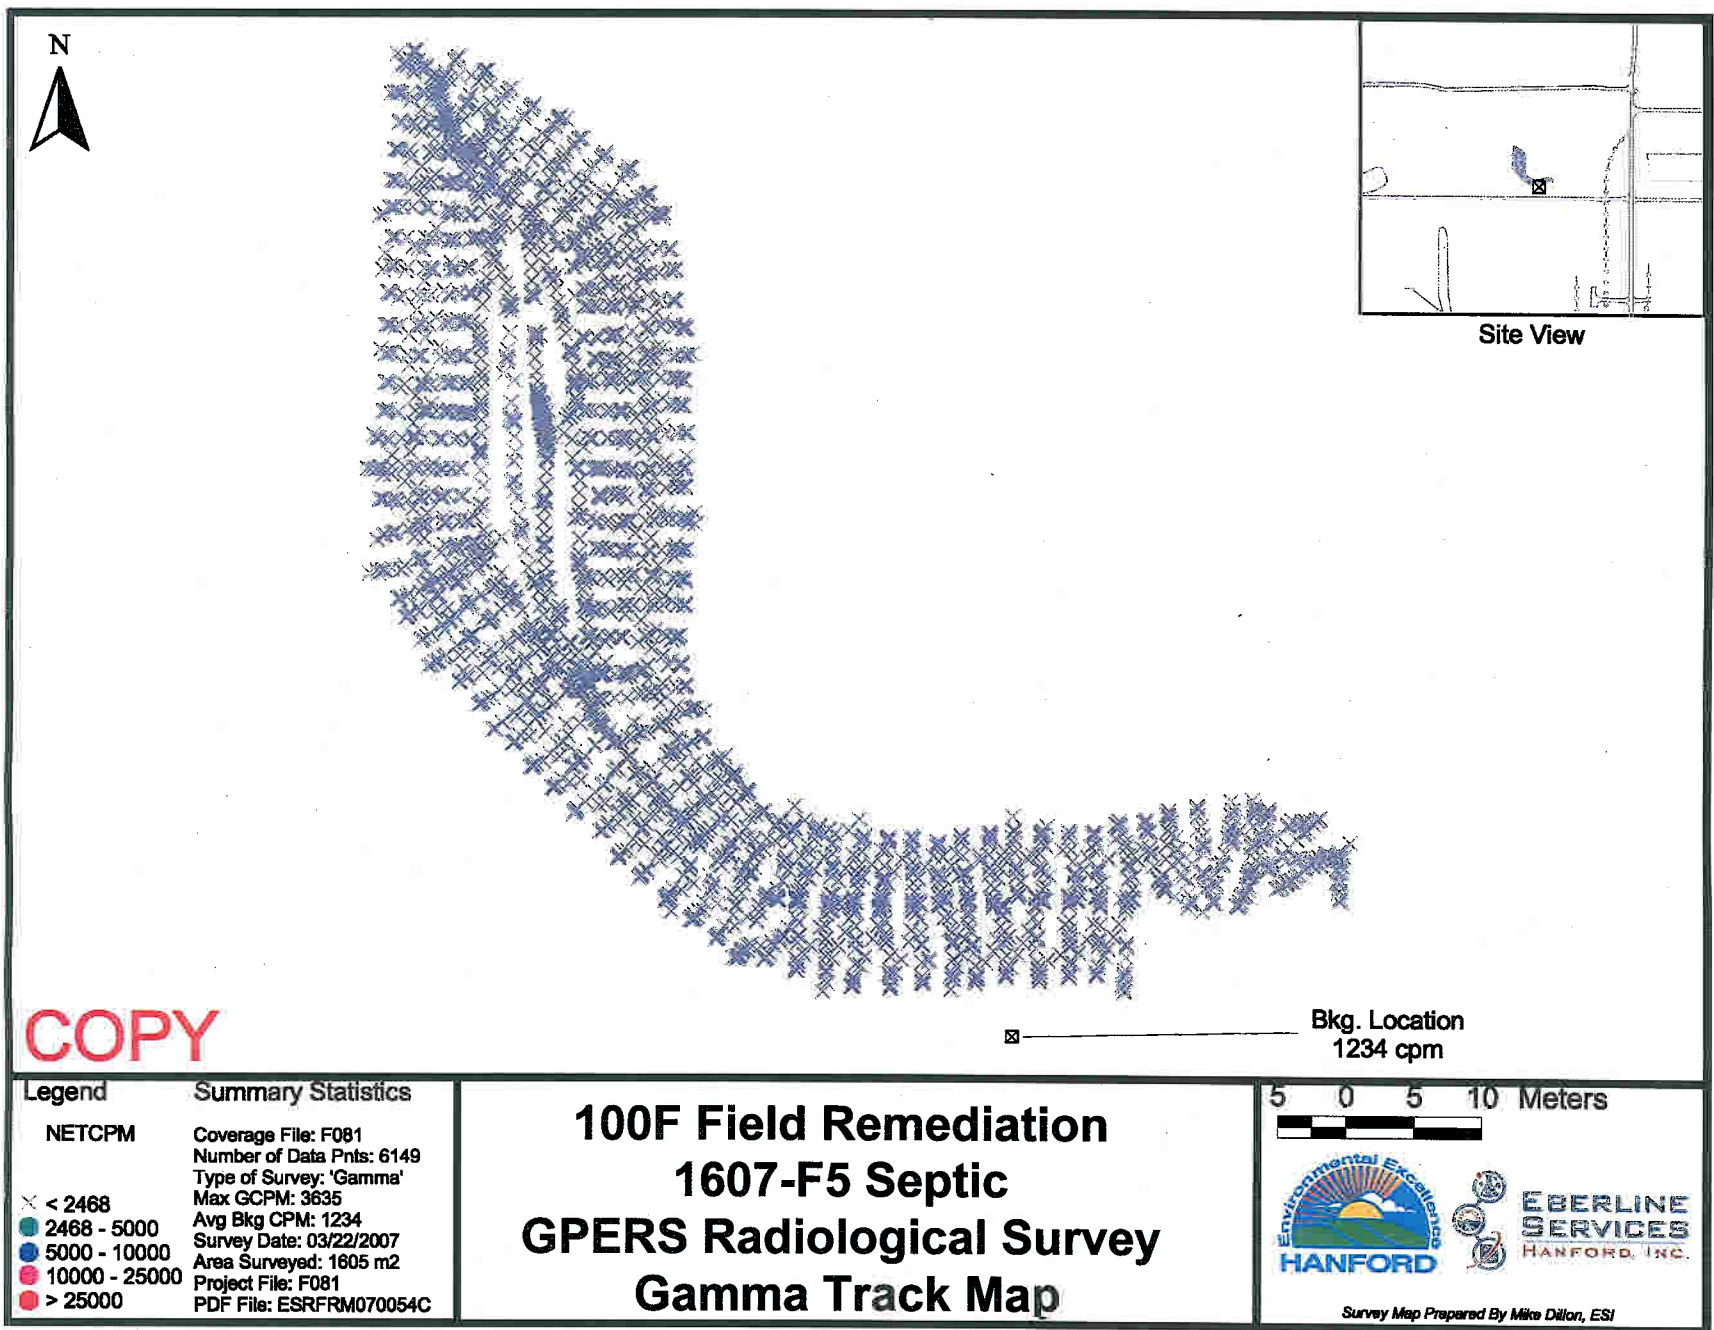 N
Site View
COPY
Bkg. Location
1234 cpm
Legend
NETCPM
< 2468
2468 - 5000
5000 - 10000
10000 - 25000
> 25000
Summary Statistics
Coverage File: F081
Number of Data Pnts: 6149
Type of Survey: 'Gamma'
Max GCPM: 3635
Avg Bkg CPM: 1234
Survey Date: 03/22/2007
Area Surveyed: 1605 m2
Project File: F081
PDF File: ESRFRM070054C
100F Field Remediation
1607-F5 Septic
GPERS Radiological Survey
Gamma Track Map
5 0 5 10 Meters
Environmental Excellence
HANFORD
EBERLINE
SERVICES
HANFORD, INC.
Survey Map Prepared By Mike Dillon, ESI